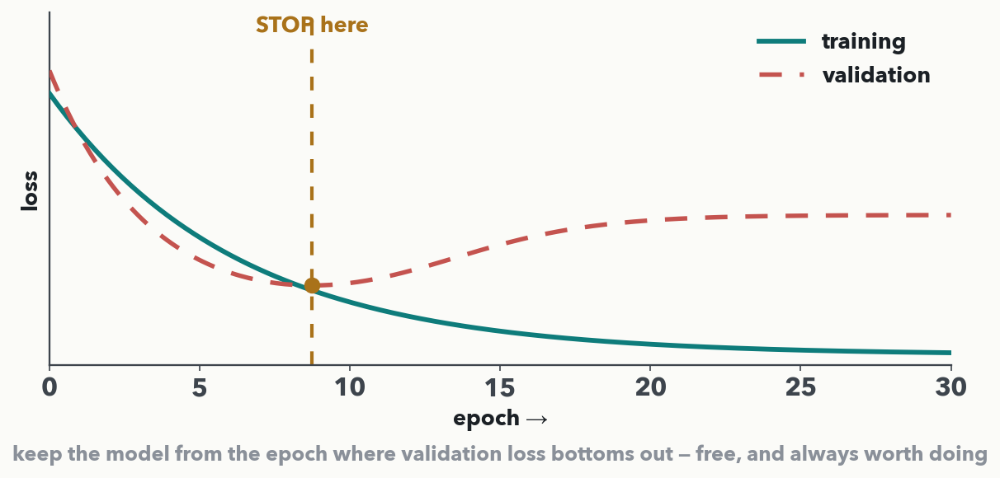 STOP here
training
validation
loss
0 5 10 15 20 25 30
epoch →
keep the model from the epoch where validation loss bottoms out – free, and always worth doing